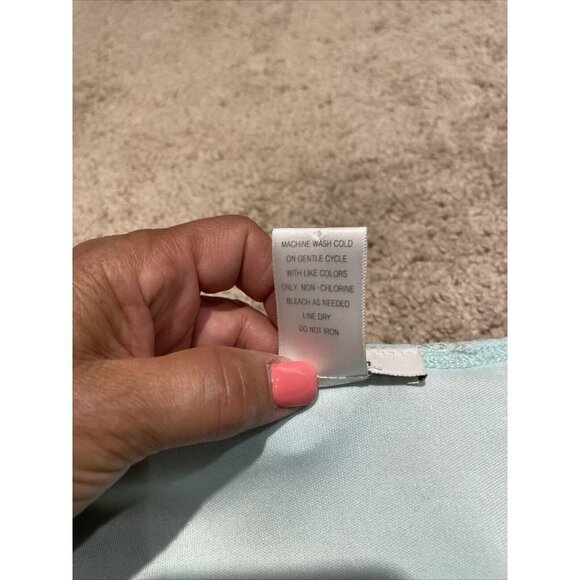 MACHINE WASH COLD
ON GENTLE CYCLE
WITH LIKE COLORS
ONLY NON-CHLORINE
BLEACH AS NEEDED
LINE DRY
DO NOT IRON